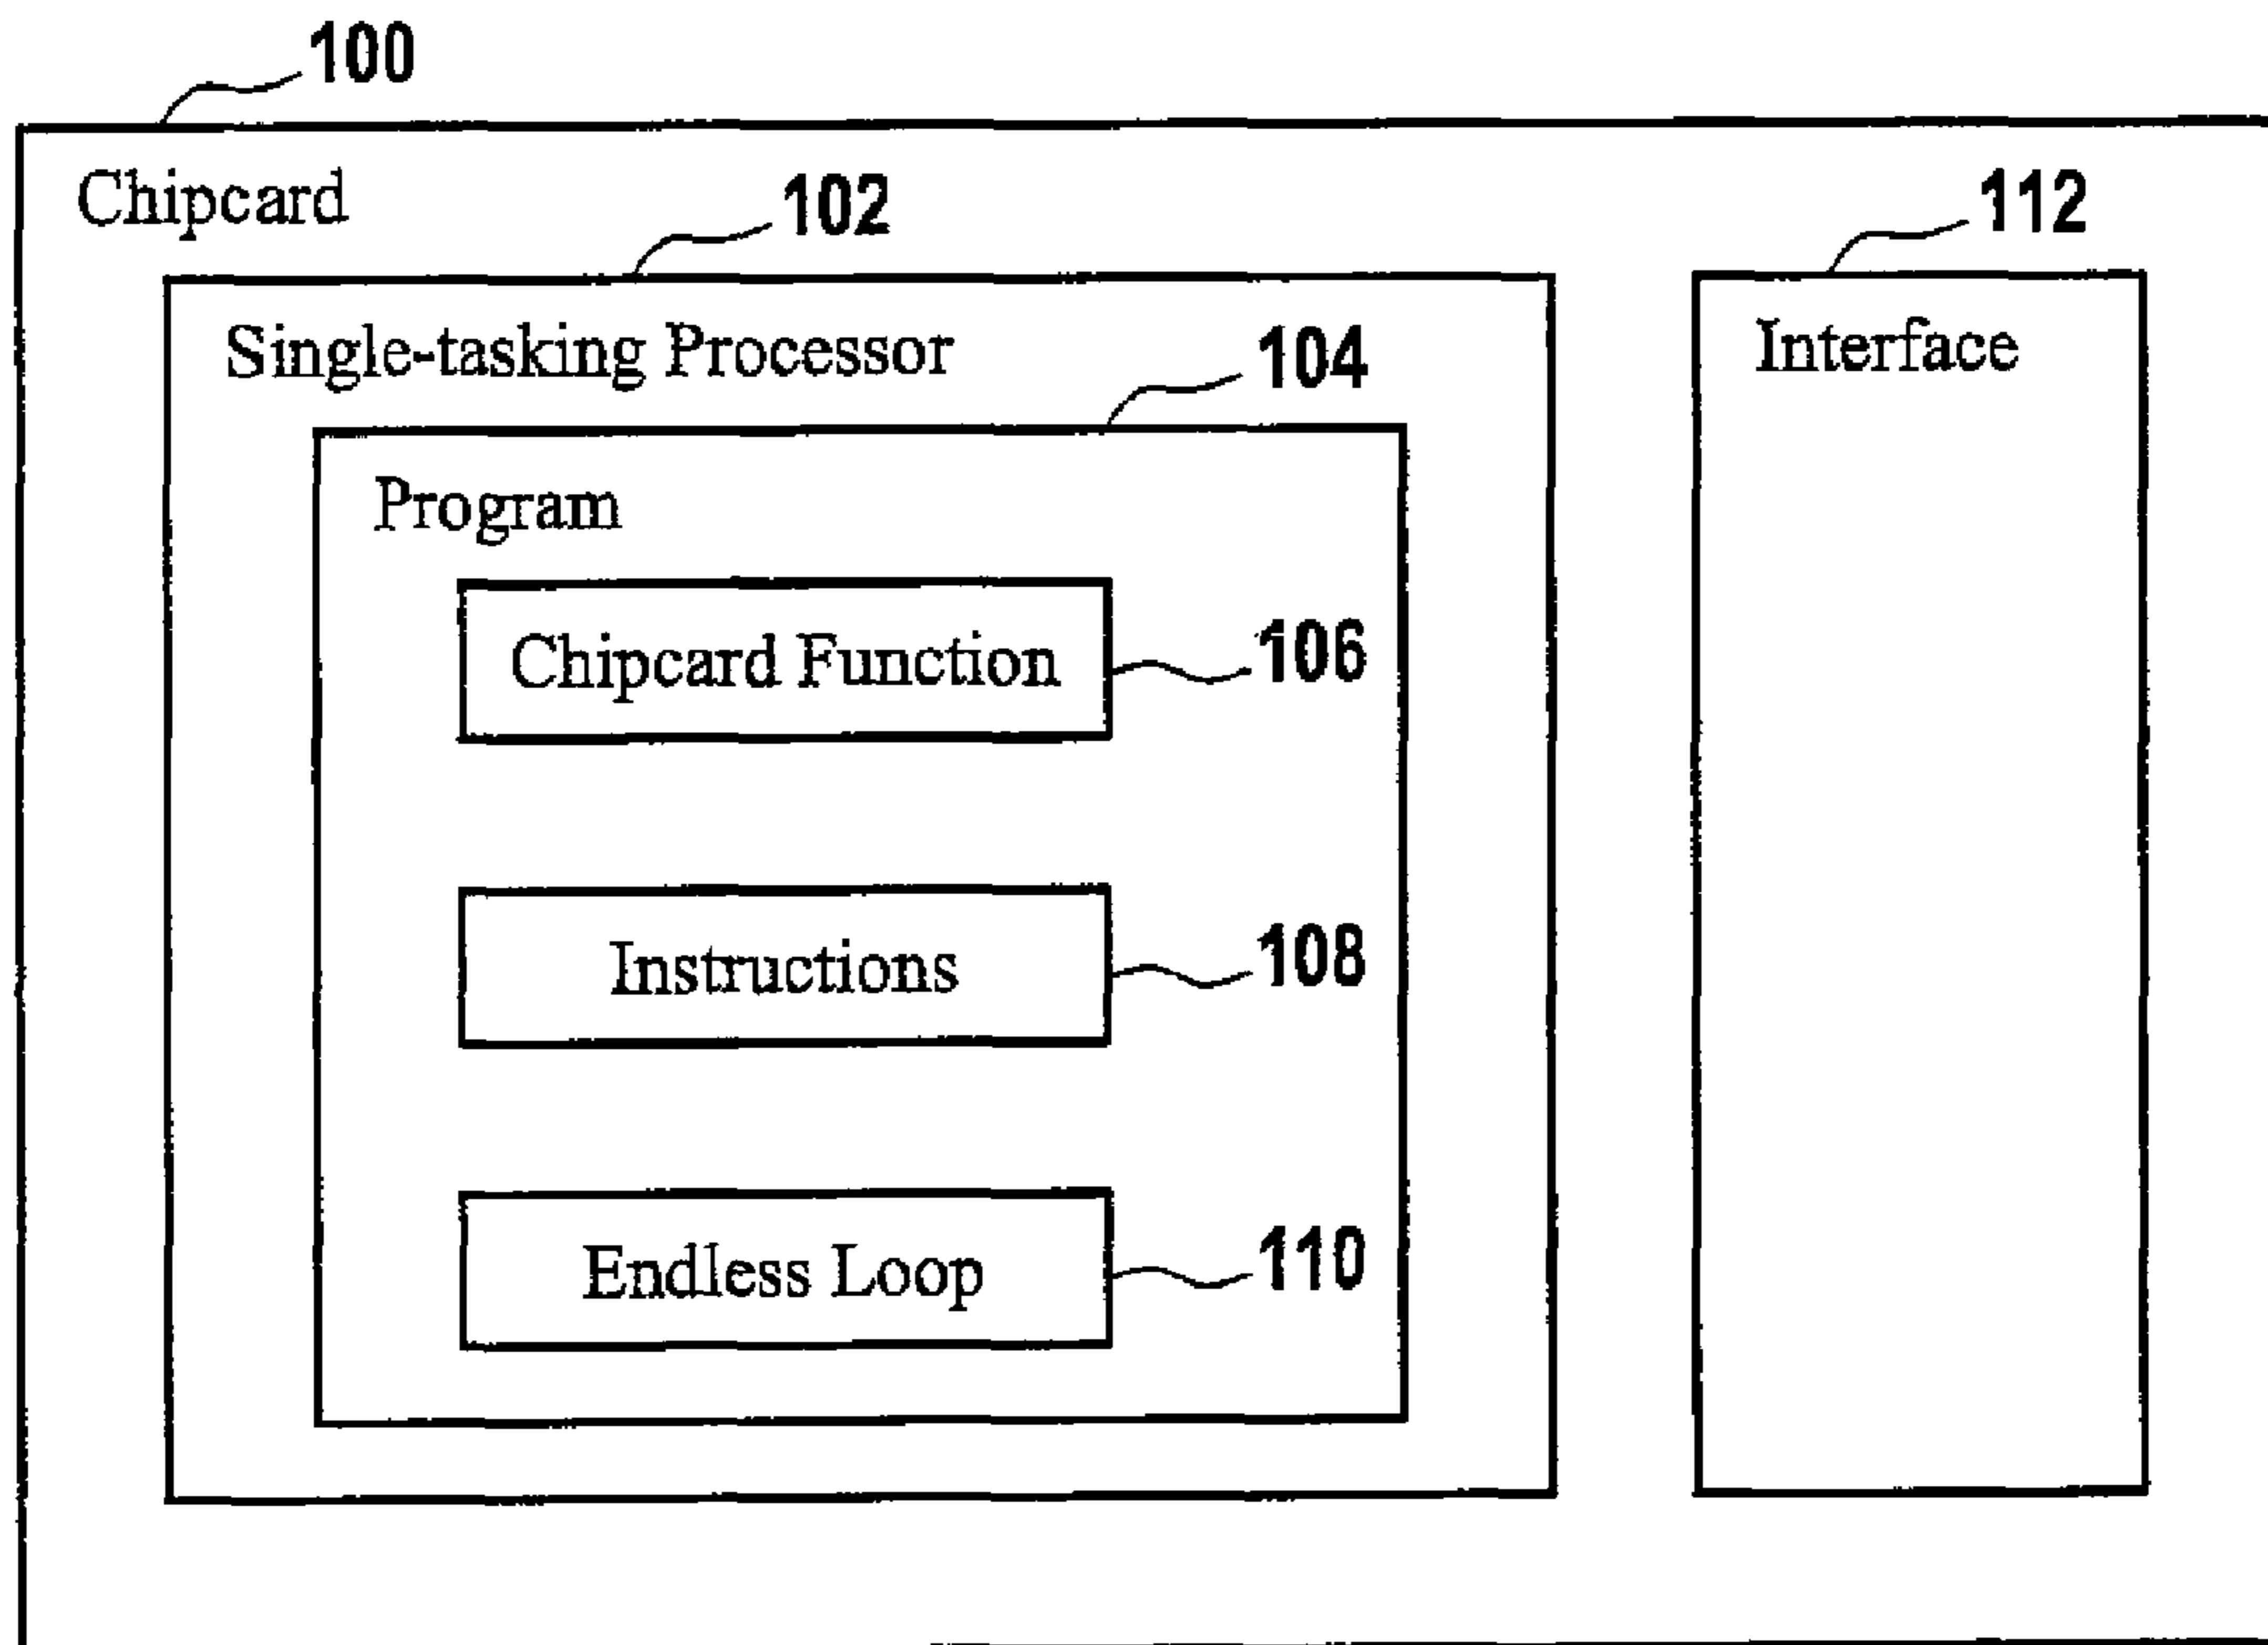 100
Chipcard
102
112
Single-tasking Processor
104
Interface
Program
Chipcard Function
106
Instructions
108
Endless Loop
110